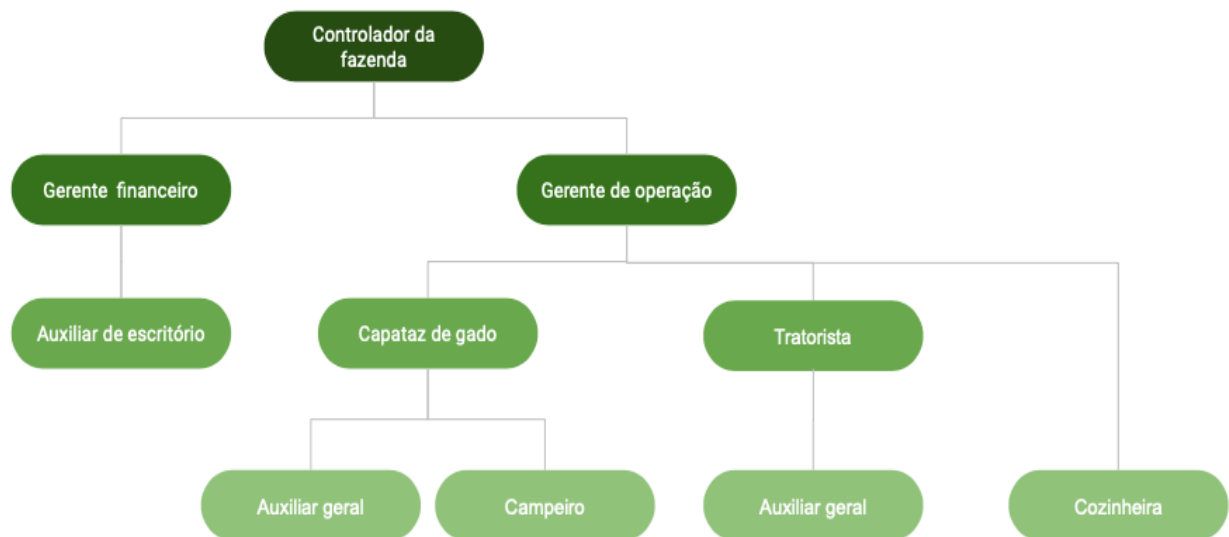 Controlador da
fazenda
Gerente financeiro
Gerente de operação
Auxiliar de escritório
Capataz de gado
Tratorista
Auxiliar geral
Campeiro
Auxiliar geral
Cozinheira